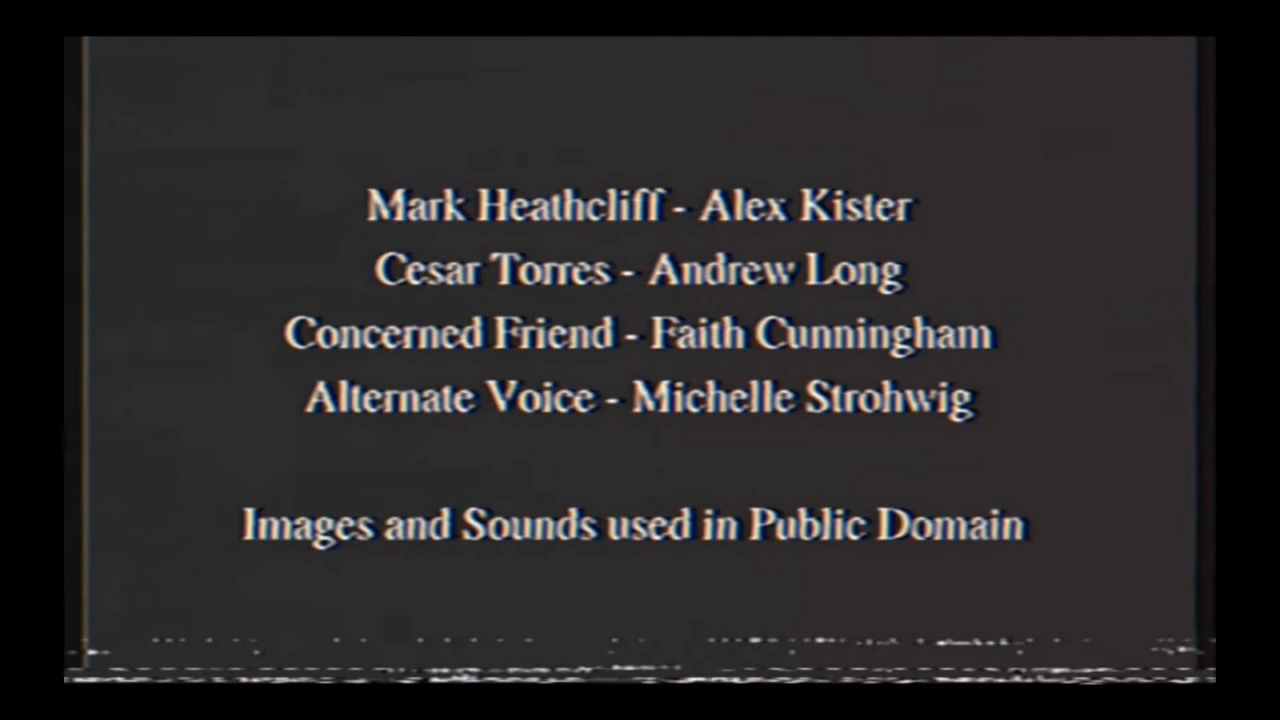 Mark Heathcliff - Alex Kister
Cesar Torres - Andrew Long
Concerned Friend - Faith Cunningham
Alternate Voice - Michelle Strohwig
Images and Sounds used in Public Domain